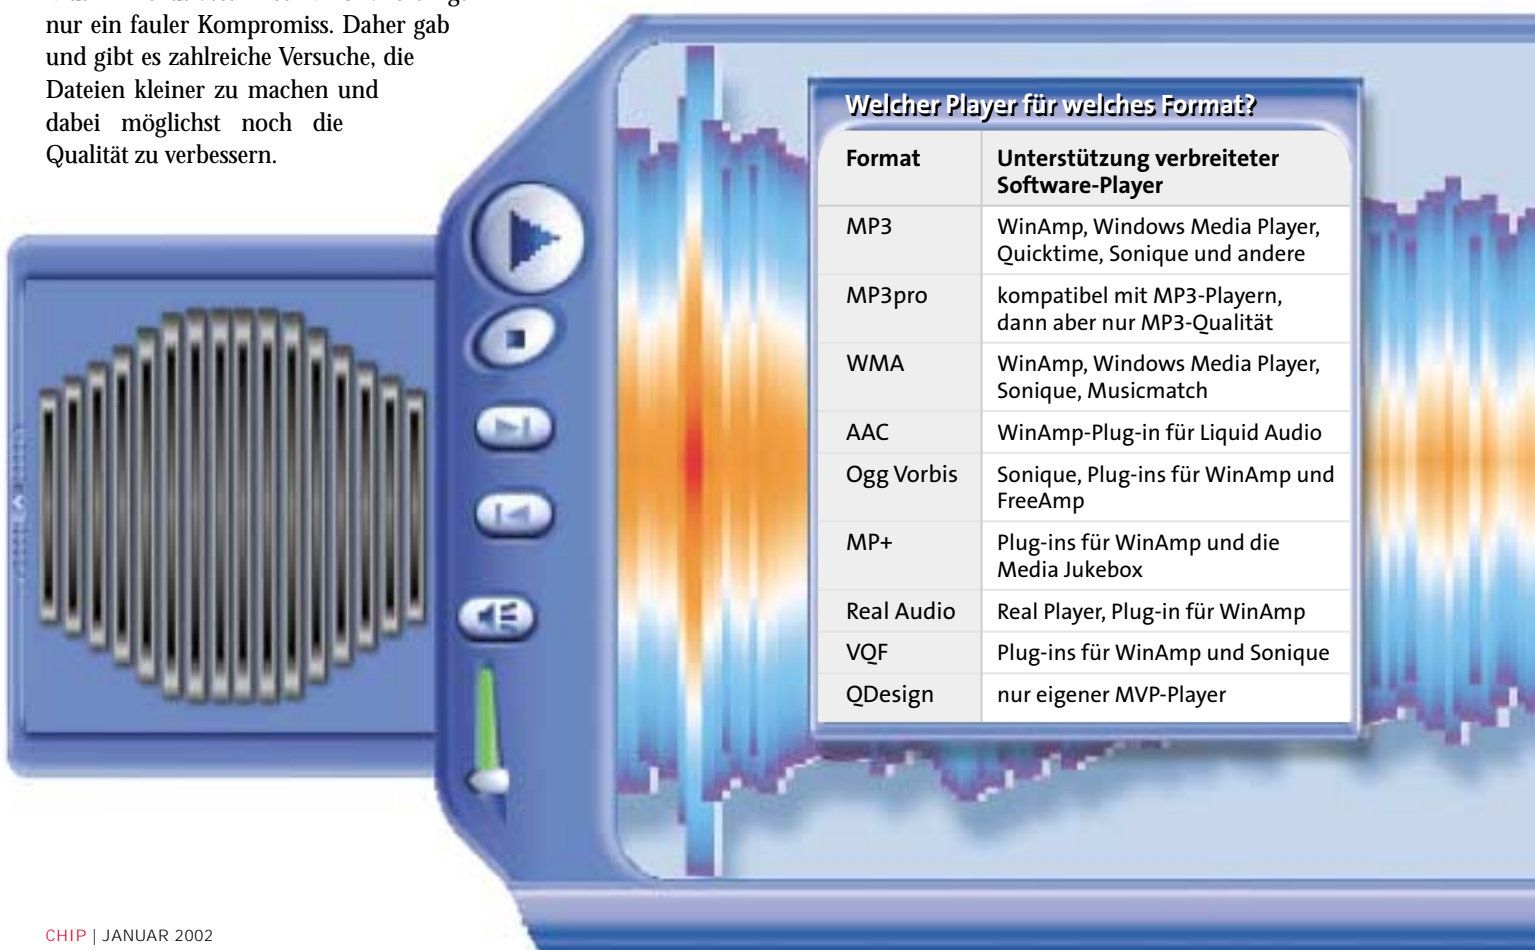 nur ein fauler Kompromiss. Daher gab
und gibt es zahlreiche Versuche, die
Dateien kleiner zu machen und
dabei möglichst noch die
Qualität zu verbessern.
Welcher Player für welches Format?
Format Unterstützung verbreiteter
Software-Player
MP3 WinAmp, Windows Media Player,
Quicktime, Sonique und andere
MP3pro kompatibel mit MP3-Playern,
dann aber nur MP3-Qualität
WMA WinAmp, Windows Media Player,
Sonique, Musicmatch
AAC WinAmp-Plug-in für Liquid Audio
Ogg Vorbis Sonique, Plug-ins für WinAmp und
FreeAmp
MP+ Plug-ins für WinAmp und die
Media Jukebox
Real Audio Real Player, Plug-in für WinAmp
VQF Plug-ins für WinAmp und Sonique
QDesign nur eigener MVP-Player
CHIP | JANUAR 2002